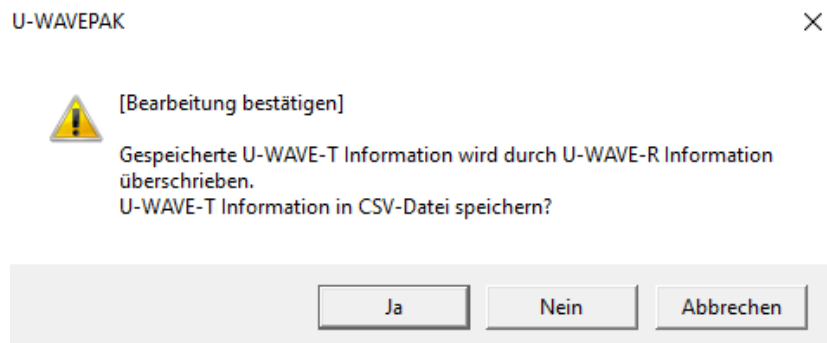 U-WAVEPAK
[Bearbeitung bestätigen]
Gespeicherte U-WAVE-T Information wird durch U-WAVE-R Information
überschrieben.
U-WAVE-T Information in CSV-Datei speichern?
Ja
Nein
Abbrechen